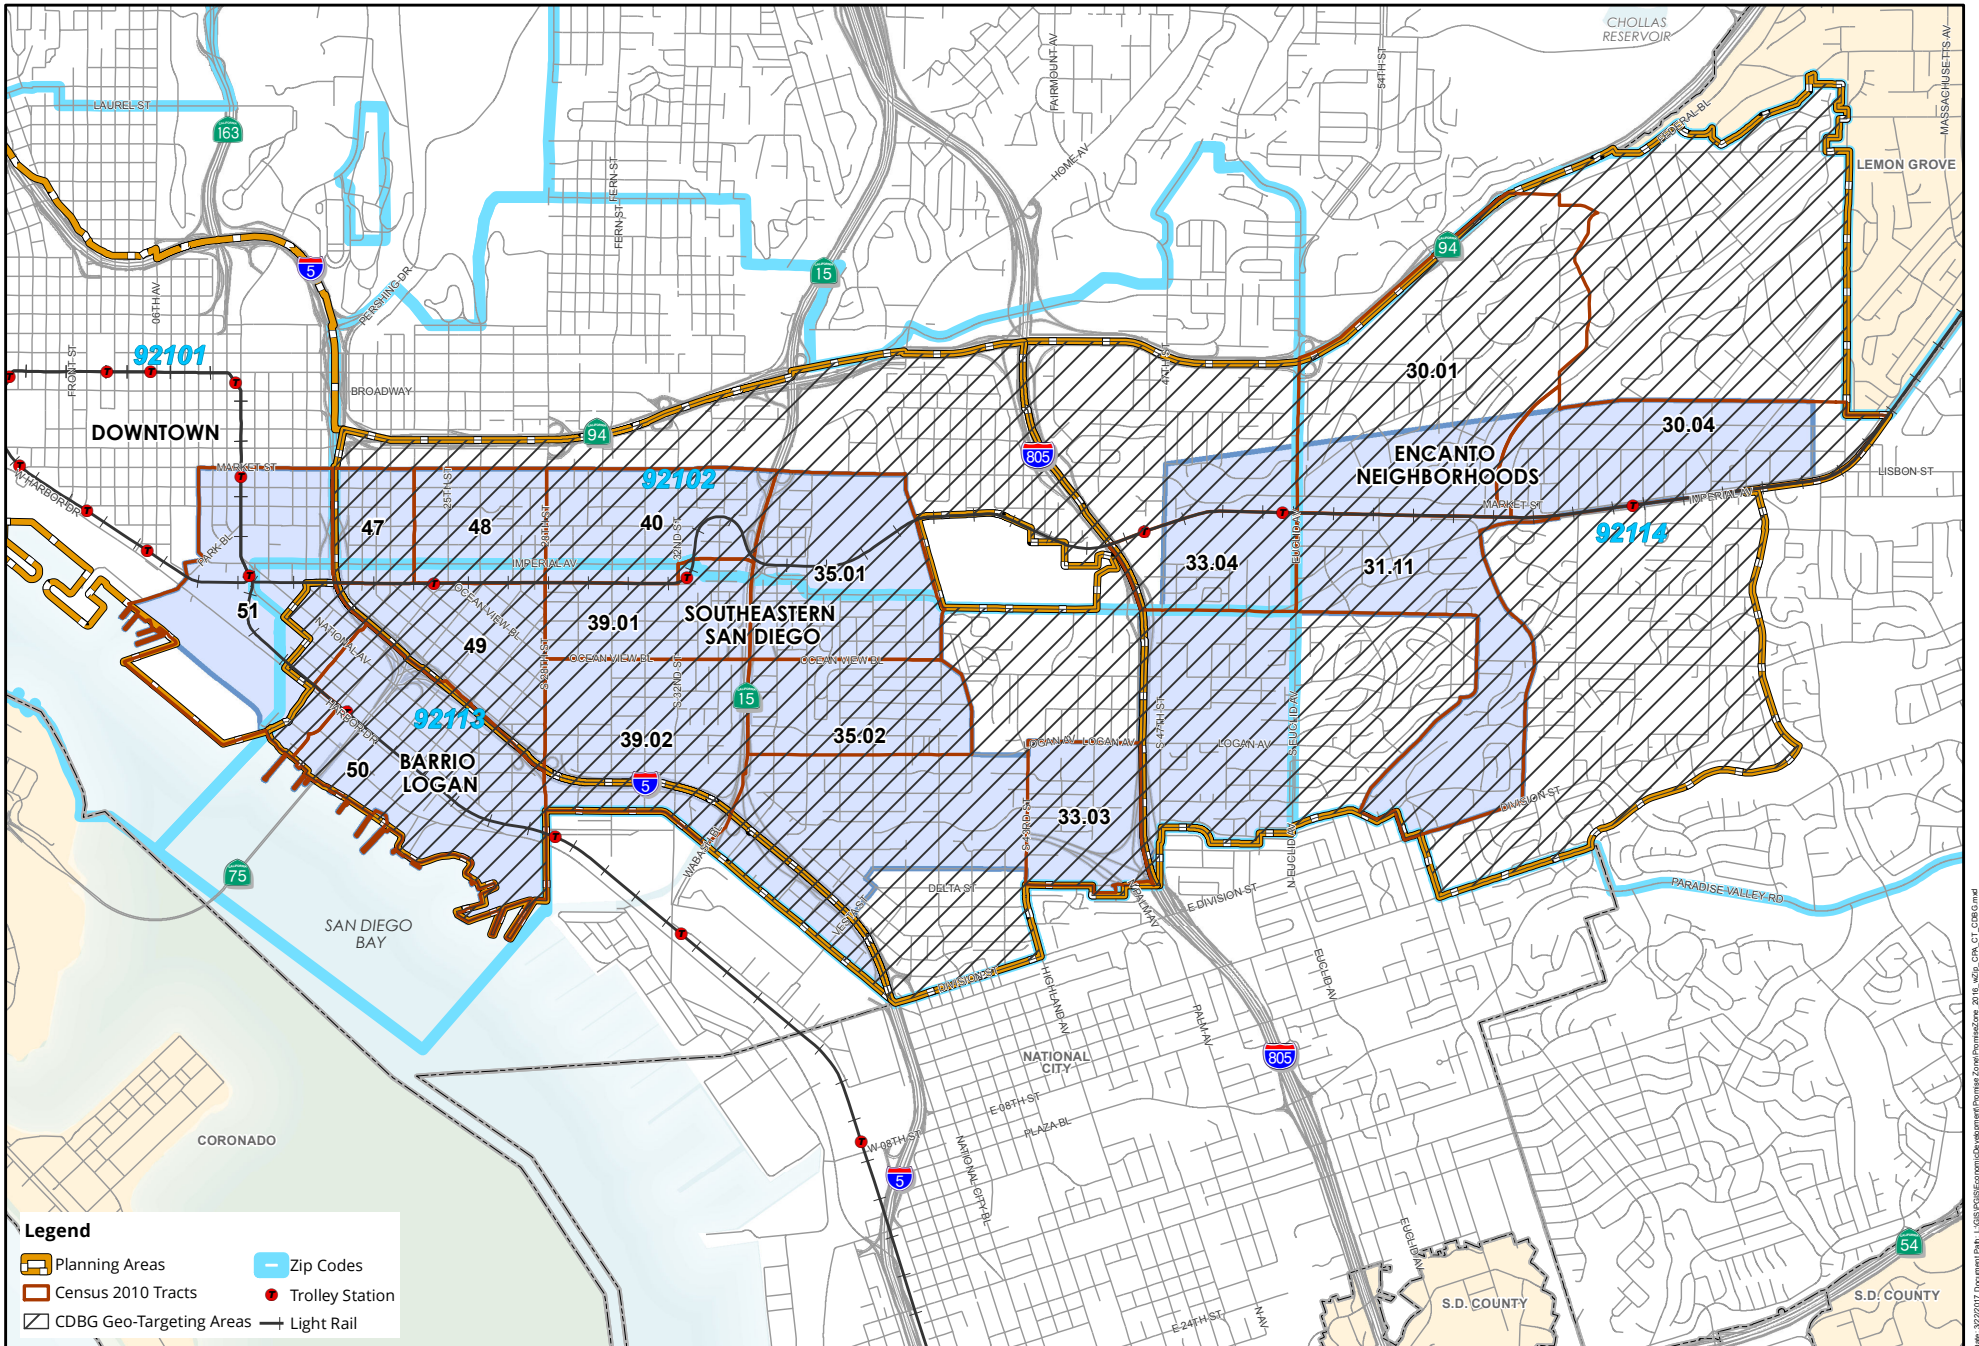 CHOLLAS
RESERVOIR
MASSACHUSETTS AV
FAIRMOUNT AV
54TH ST
LAUREL ST
163
FEDERAL BL
HOME AV
LEMON GROVE
FERN ST
FERN ST
FERN ST
94
5
15
PERSHING DR
06TH AV
92101
FRONT ST
47TH ST
30.01
BROADWAY
DOWNTOWN
94
30.04
805
ENCANTO
NEIGHBORHOODS
MARKET ST
25TH ST
92102
LISBON ST
W HARBOR DR
MARKET ST
IMPERIAL AV
47
48
28TH ST
40
32ND ST
EUCLID AV
92114
PARK BL
IMPERIAL AV
33.04
31.11
35.01
51
OCEAN VIEW BL
39.01
SOUTHEASTERN
SAN DIEGO
NATIONAL AV
49
OCEAN VIEW BL
OCEAN VIEW BL
S 28TH ST
S 32ND ST
15
HARBOR DR
92113
S 47TH ST
S EUCLID AV
39.02
35.02
LOGAN AV
LOGAN AV
LOGAN AV
50
BARRIO
LOGAN
5
DIVISION ST
S 43RD ST
33.03
WABASH BL
N EUCLID AV
75
DELTA ST
PALM AV
E DIVISION ST
PARADISE VALLEY RD
VESTA ST
SAN DIEGO
BAY
DIVISION ST
HIGHLAND AV
EUCLID AV
PALM AV
NATIONAL
CITY
805
E 08TH ST
PLAZA BL
W 08TH ST
CORONADO
NATIONAL CITY BL
5
EUCLID AV
54
S.D. COUNTY
S.D. COUNTY
E 24TH ST
N AV
Legend
Planning Areas
Zip Codes
Census 2010 Tracts
Trolley Station
CDBG Geo-Targeting Areas
Light Rail